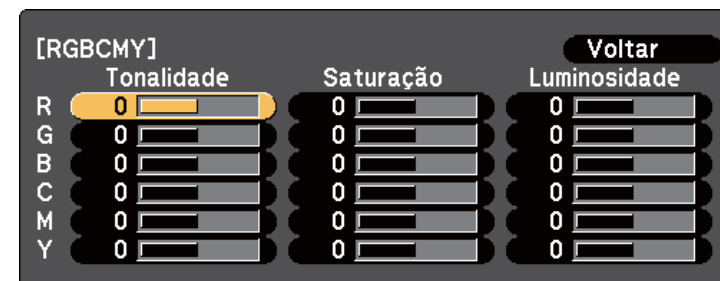 [RGBCMY] Voltar
Tonalidade Saturação Luminosidade
R 0 0 0
G 0 0 0
B 0 0 0
C 0 0 0
M 0 0 0
Y 0 0 0